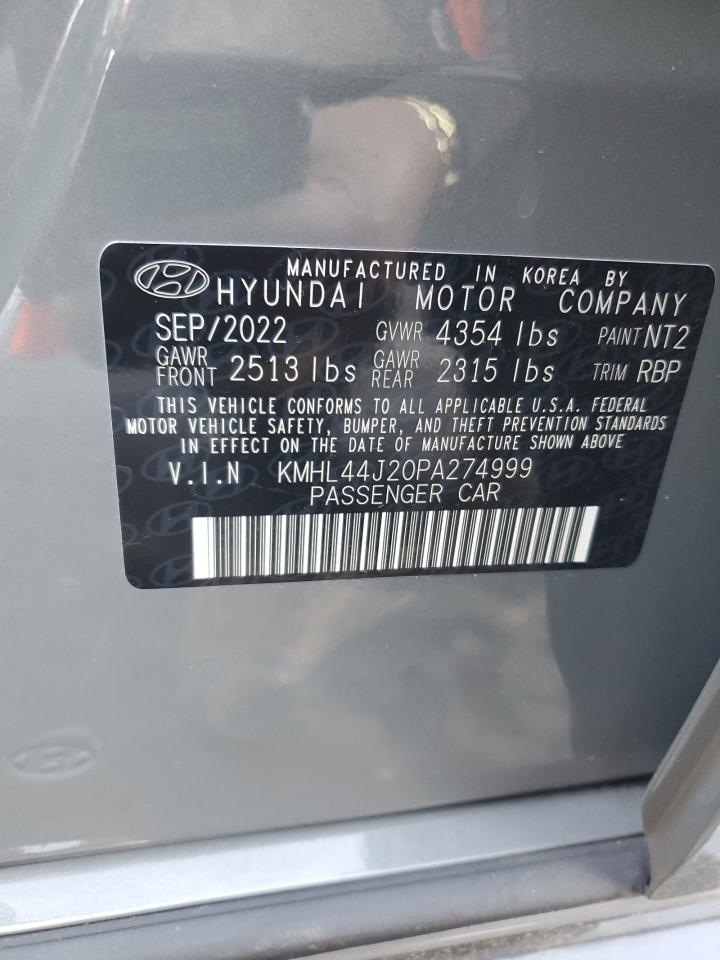 MANUFACTURED IN KOREA BY
HYUNDAI MOTOR COMPANY
SEP/2022 GVWR 4354 lbs PAINT NT2
GAWR FRONT 2513 lbs GAWR REAR 2315 lbs TRIM RBP
THIS VEHICLE CONFORMS TO ALL APPLICABLE U.S.A. FEDERAL
MOTOR VEHICLE SAFETY, BUMPER, AND THEFT PREVENTION STANDARDS
IN EFFECT ON THE DATE OF MANUFACTURE SHOWN ABOVE
V.I.N KMHL44J20PA274999
PASSENGER CAR